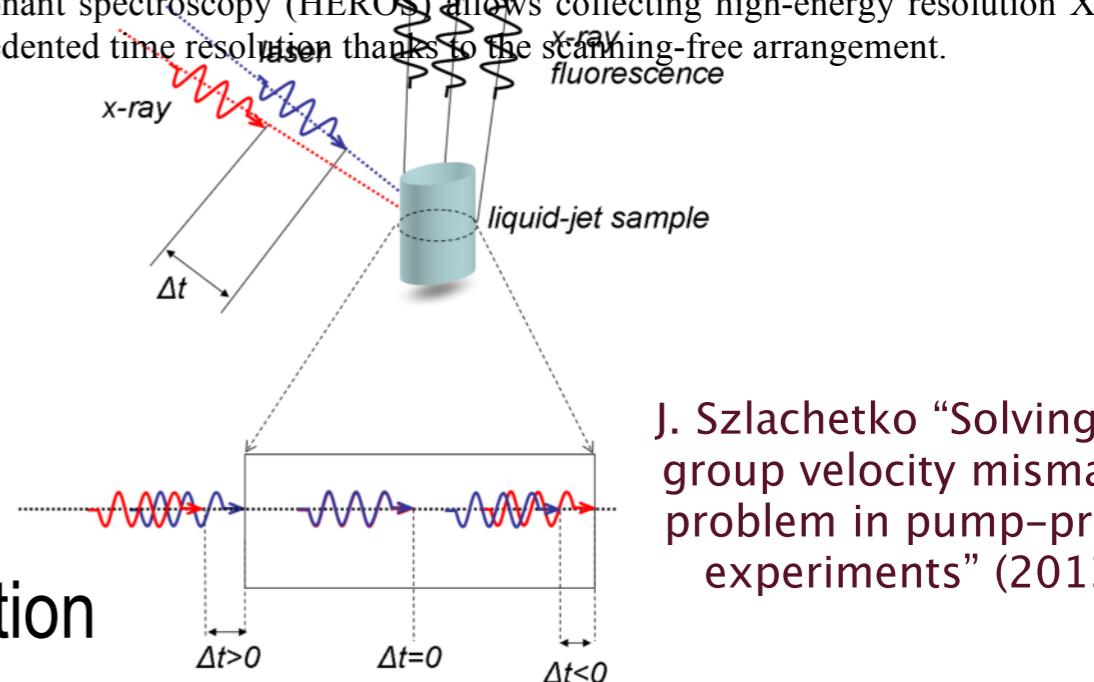 onant spectroscopy (HEROS) allows collecting high-energy resolution X
dented time resolution thanks to the scanning-free arrangement.
laser
x-ray
fluorescence
x-ray
liquid-jet sample
Δt
J. Szlachetko “Solving
group velocity misma
problem in pump-pr
experiments” (201
tion
Δt>0
Δt=0
Δt<0